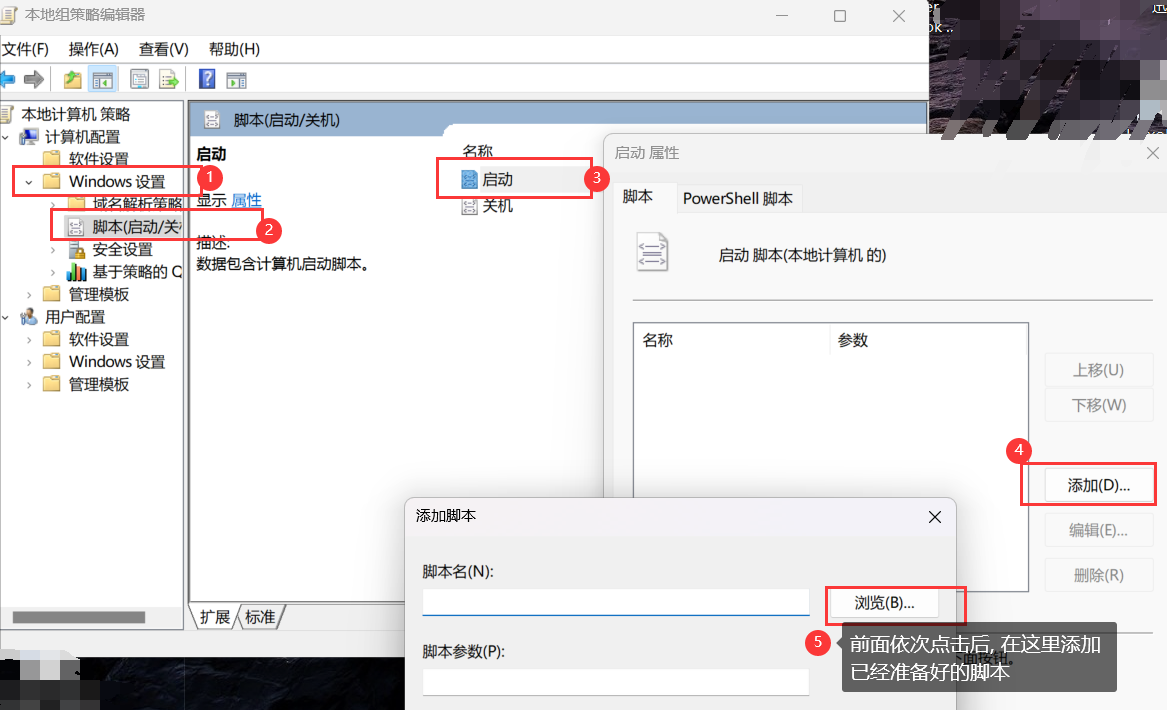 本地组策略编辑器
文件(F) 操作(A) 查看(V) 帮助(H)
本地计算机 策略
计算机配置
软件设置
Windows 设置
1
域名解析策略
脚本(启动/关
2
安全设置
基于策略的 Q
管理模板
用户配置
软件设置
Windows 设置
管理模板
脚本(启动/关机)
启动
显示 属性
描述:
数据包含计算机启动脚本。
名称
启动
3
关机
扩展 标准
启动 属性
脚本 PowerShell 脚本
启动 脚本(本地计算机 的)
名称 参数
上移(U)
下移(W)
4
添加(D)...
编辑(E)...
删除(R)
添加脚本
脚本名(N):
浏览(B)...
脚本参数(P):
5
前面依次点击后, 在这里添加
已经准备好的脚本